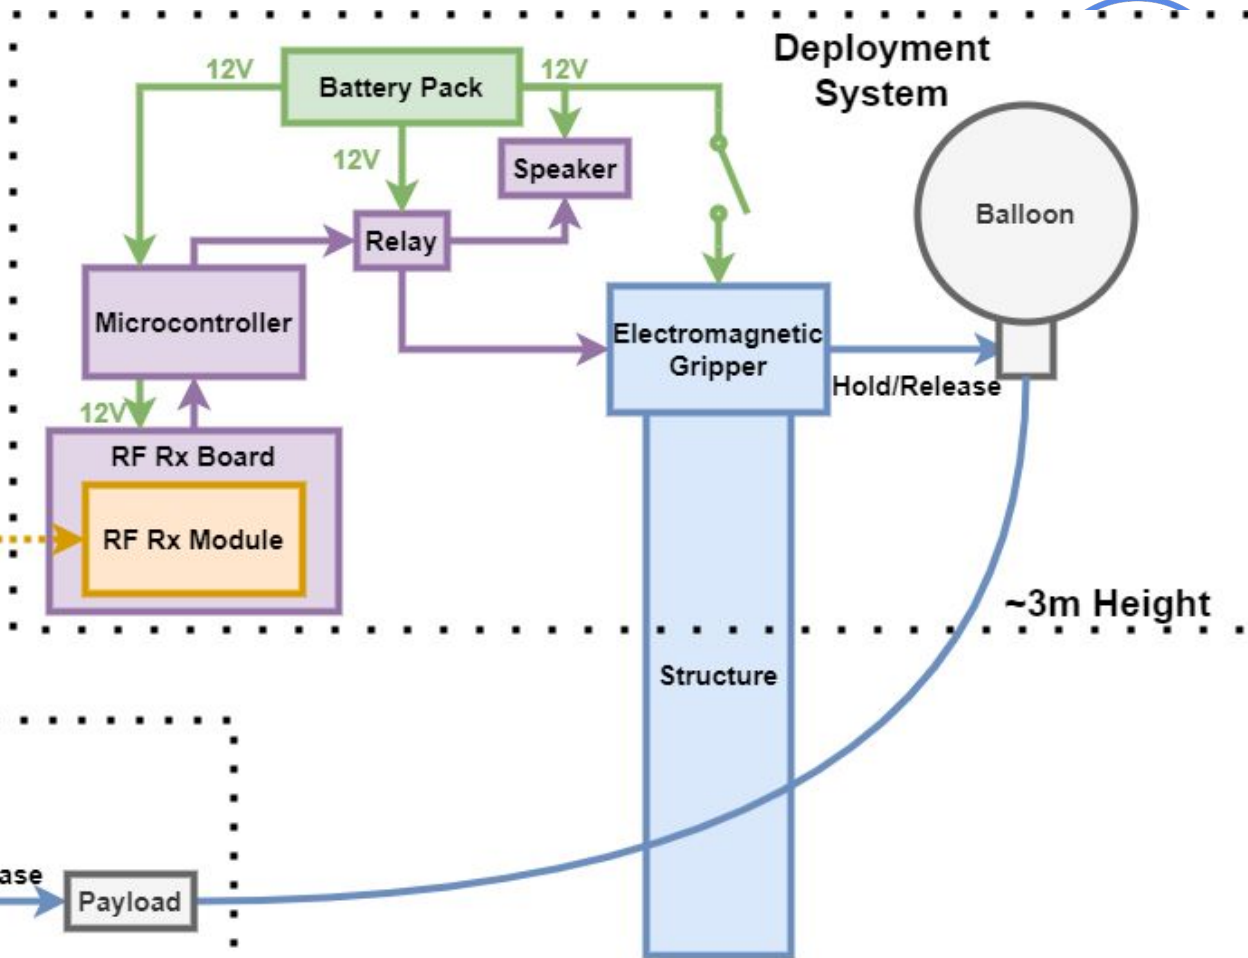 Deployment
System
12V
Battery Pack
12V
12V
Speaker
Relay
Balloon
Microcontroller
Electromagnetic
Gripper
Hold/Release
12V
RF Rx Board
RF Rx Module
~3m Height
Structure
ase
Payload